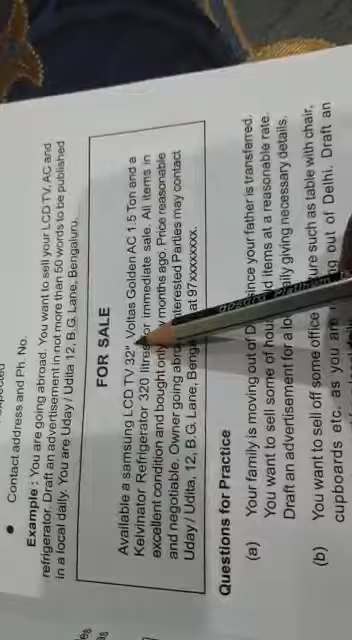 Contact address and Ph. No.
Example : You are going abroad. You want to sell your LCD TV, AC and
refrigerator. Draft an advertisement in not more than 50 words to be published
in a local daily. You are Uday / Udita 12, B.G. Lane, Bengaluru.
FOR SALE
Available a samsung LCD TV 32", Voltas Golden AC 1.5 Ton and a
Kelvinator Refrigerator 320 litres for immediate sale. All items in
excellent condition and bought only months ago. Price reasonable
and negotiable. Owner going abroad. Interested Parties may contact
Uday / Udita, 12, B.G. Lane, at 97xxxxxxxx.
Questions for Practice
(a) Your family is moving out of since your father is transferred.
You want to sell some of items at a reasonable rate.
Draft an advertisement for a giving necessary details.
(b) You want to sell off some office such as table with chair,
cupboards etc. as you are out of Delhi. Draft an
apsara Platinum